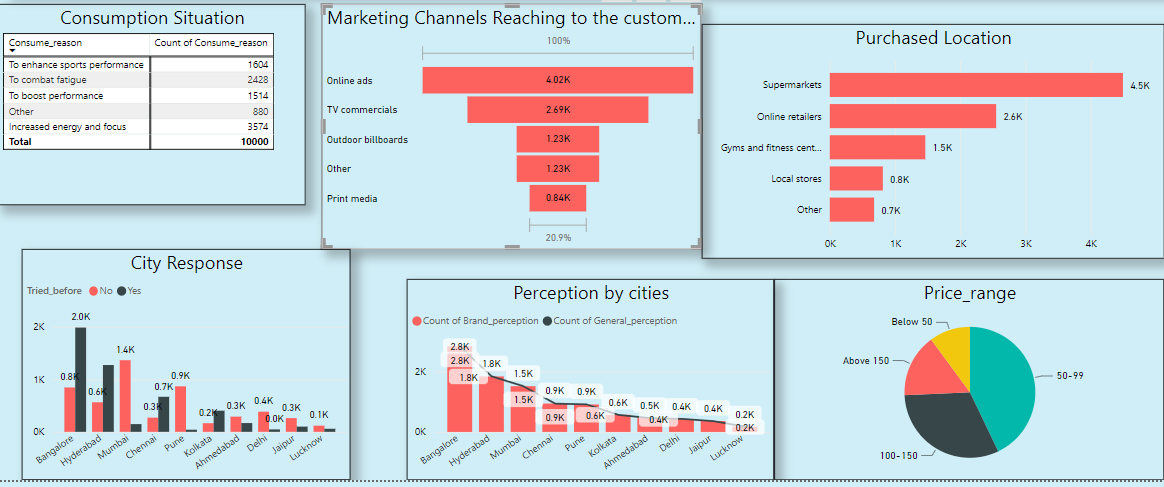 Consumption Situation
Consume_reason Count of Consume_reason
To enhance sports performance 1604
To combat fatigue 2428
To boost performance 1514
Other 880
Increased energy and focus 3574
Total 10000
Marketing Channels Reaching to the custom...
100%
Online ads 4.02K
TV commercials 2.69K
Outdoor billboards 1.23K
Other 1.23K
Print media 0.84K
20.9%
Purchased Location
Supermarkets 4.5K
Online retailers 2.6K
Gyms and fitness cent... 1.5K
Local stores 0.8K
Other 0.7K
0K 1K 2K 3K 4K
City Response
Tried_before No Yes
2K
1K
0K
0.8K 2.0K 0.6K 1.4K 0.3K 0.7K 0.9K 0.2K 0.3K 0.4K 0.0K 0.3K 0.1K
Bangalore Hyderabad Mumbai Chennai Pune Kolkata Ahmedabad Delhi Jaipur Lucknow
Perception by cities
Count of Brand_perception Count of General_perception
2K
0K
2.8K 1.8K 1.5K 0.9K 0.9K 0.6K 0.5K 0.4K 0.4K 0.2K
2.8K 1.8K 1.5K 0.9K 0.6K 0.4K 0.2K
Bangalore Hyderabad Mumbai Chennai Pune Kolkata Ahmedabad Delhi Jaipur Lucknow
Price_range
Below 50
Above 150
50-99
100-150